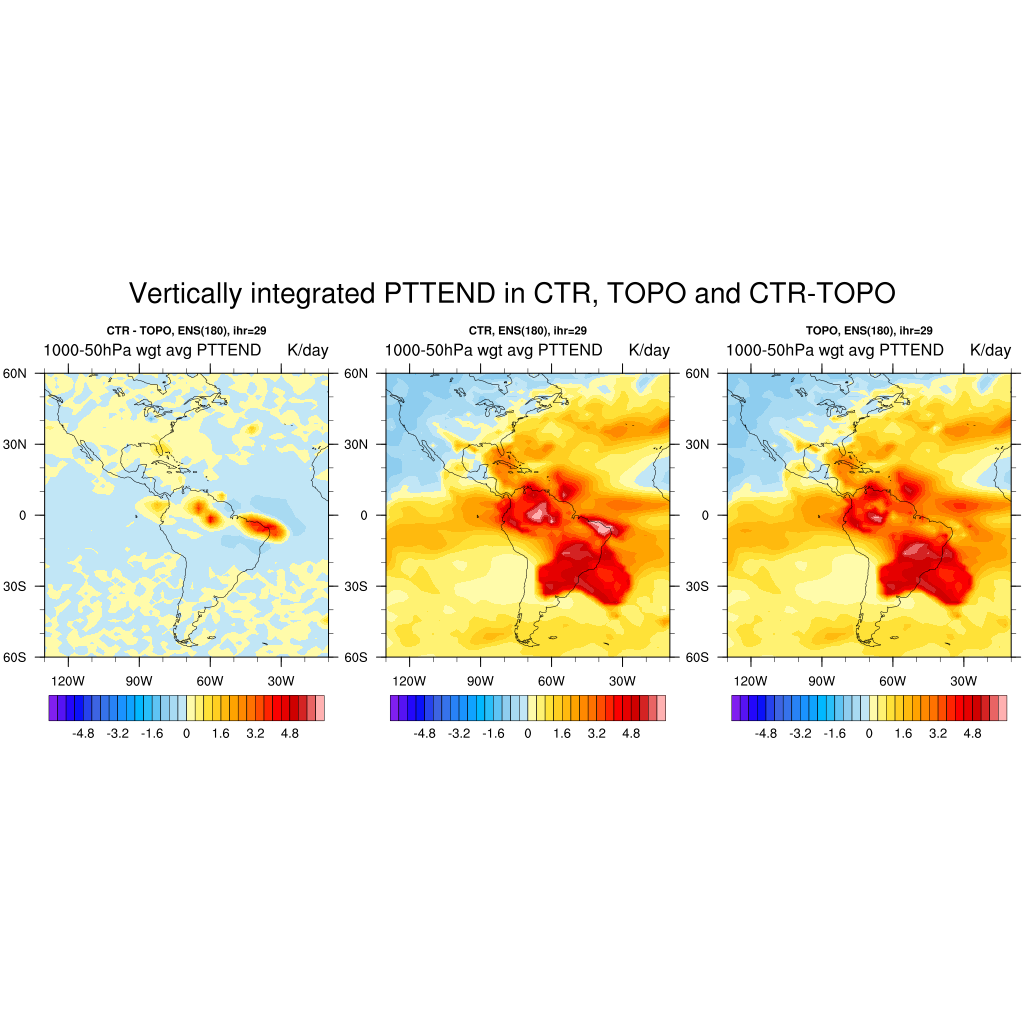 Vertically integrated PTTEND in CTR, TOPO and CTR-TOPO
CTR - TOPO, ENS(180), ihr=29
1000-50hPa wgt avg PTTEND K/day
60N
30N
0
30S
60S
120W 90W 60W 30W
-4.8 -3.2 -1.6 0 1.6 3.2 4.8
CTR, ENS(180), ihr=29
1000-50hPa wgt avg PTTEND K/day
60N
30N
0
30S
60S
120W 90W 60W 30W
-4.8 -3.2 -1.6 0 1.6 3.2 4.8
TOPO, ENS(180), ihr=29
1000-50hPa wgt avg PTTEND K/day
60N
30N
0
30S
60S
120W 90W 60W 30W
-4.8 -3.2 -1.6 0 1.6 3.2 4.8